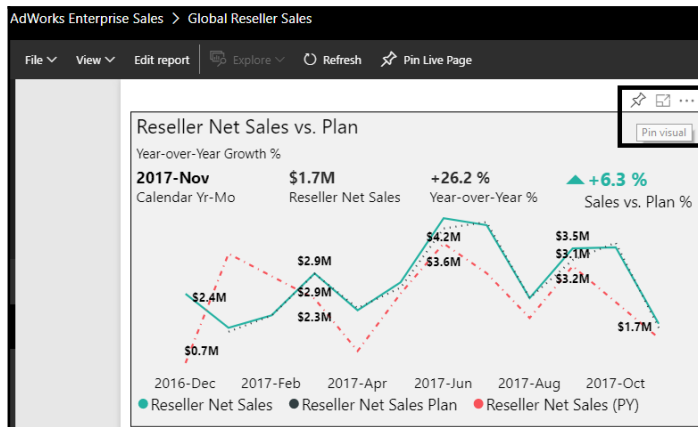 AdWorks Enterprise Sales > Global Reseller Sales
File View Edit report Explore Refresh Pin Live Page
Pin visual
Reseller Net Sales vs. Plan
Year-over-Year Growth %
2017-Nov $1.7M +26.2 % +6.3 %
Calendar Yr-Mo Reseller Net Sales Year-over-Year % Sales vs. Plan %
$4.2M $3.5M
$2.9M $3.1M
$3.6M
$3.2M
$2.4M $2.9M
$2.3M $1.7M
$0.7M
2016-Dec 2017-Feb 2017-Apr 2017-Jun 2017-Aug 2017-Oct
Reseller Net Sales Reseller Net Sales Plan Reseller Net Sales (PY)